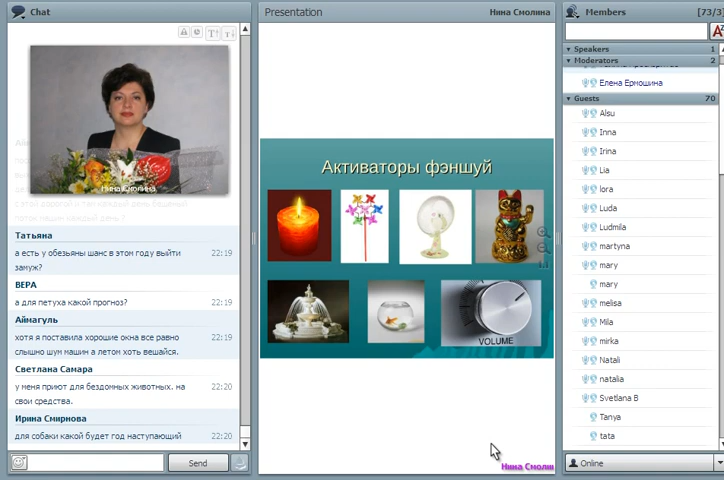 Chat
Нина Смолина
Татьяна
а есть у обезьяны шанс в этом году выйти 22:19
замуж?
ВЕРА
а для петуха какой прогноз? 22:19
Аймагуль
хотя я поставила хорошие окна все равно 22:19
слышно шум машин а летом хоть вешайся.
Светлана Самара
у меня приют для бездомных животных. на 22:20
свои средства.
Ирина Смирнова
для собаки какой будет год наступающий 22:20
Send
Presentation Нина Смолина
Активаторы фэншуй
VOLUME
1:1
Нина Смолин
Members [73/3
Speakers 1
Moderators 2
Елена Ермошина
Guests 70
Alsu
Inna
Irina
Lia
lora
Luda
Ludmila
martyna
mary
mary
melisa
Mila
mirka
Natali
natalia
Svetlana B
Tanya
tata
Online